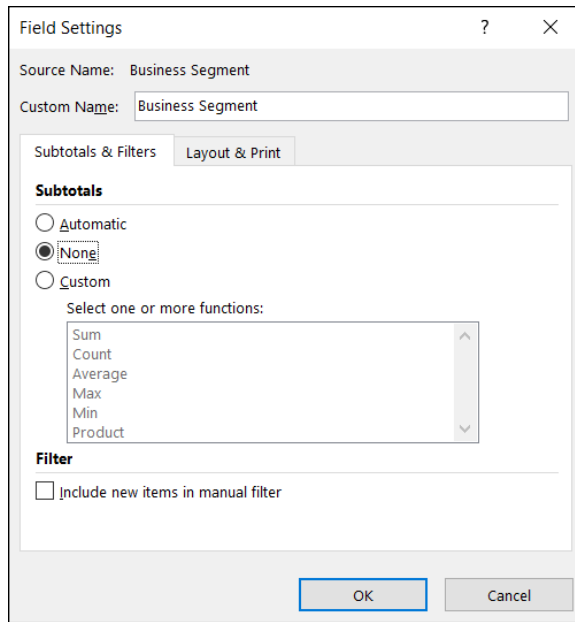 Field Settings ?
Source Name: Business Segment
Custom Name: Business Segment
Subtotals & Filters Layout & Print
Subtotals
Automatic
None
Custom
Select one or more functions:
Sum
Count
Average
Max
Min
Product
Filter
Include new items in manual filter
OK Cancel